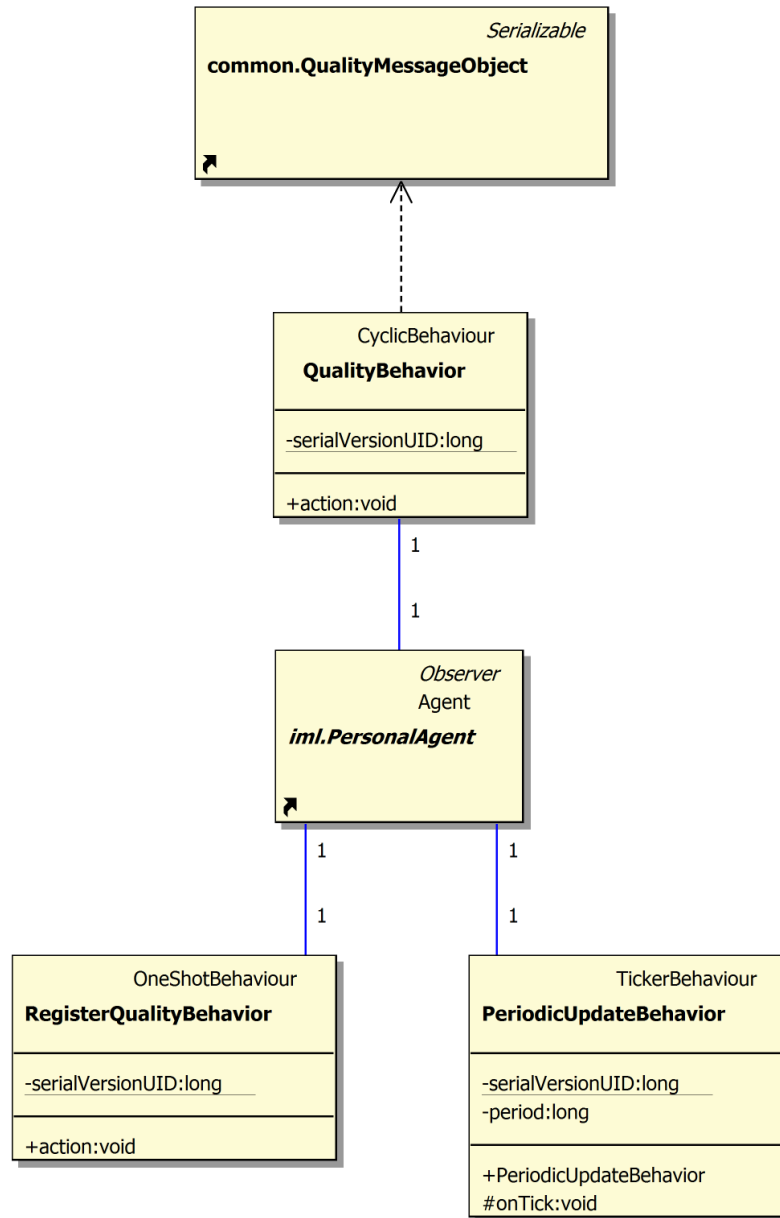 Serializable
common.QualityMessageObject
CyclicBehaviour
QualityBehavior
-serialVersionUID:long
+action:void
1
1
Observer
Agent
iml.PersonalAgent
1
1
1
1
OneShotBehaviour
RegisterQualityBehavior
-serialVersionUID:long
+action:void
TickerBehaviour
PeriodicUpdateBehavior
-serialVersionUID:long
-period:long
+PeriodicUpdateBehavior
#onTick:void